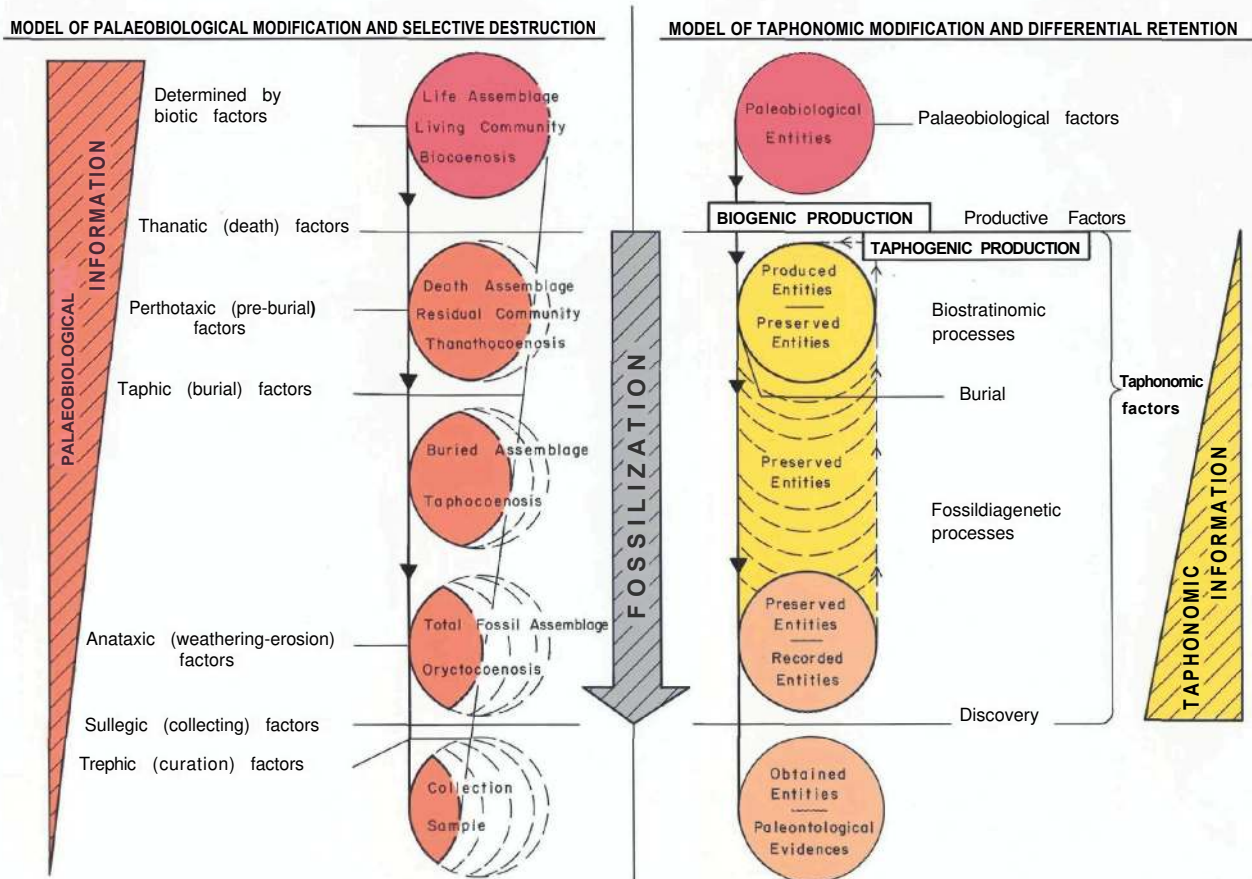 MODEL OF PALAEOBIOLOGICAL MODIFICATION AND SELECTIVE DESTRUCTION
PALAEOBIOLOGICAL
INFORMATION
Determined by
biotic factors
Thanatic (death) factors
Perthotaxic (pre-burial)
factors
Taphic (burial) factors
Anataxic (weathering-erosion)
factors
Sullegic (collecting) factors
Trephic (curation) factors
Life Assemblage
Living Community
Biocoenosis
Death Assemblage
Residual Community
Thanathocoenosis
Buried Assemblage
Taphocoenosis
Total Fossil Assemblage
Oryctocoenosis
Collection
Sample
FOSSILIZATION
MODEL OF TAPHONOMIC MODIFICATION AND DIFFERENTIAL RETENTION
Paleobiological
Entities
BIOGENIC PRODUCTION
TAPHOGENIC PRODUCTION
Produced
Entities
Preserved
Entities
Preserved
Entities
Preserved
Entities
Recorded
Entities
Obtained
Entities
Paleontological
Evidences
Palaeobiological factors
Productive Factors
Biostratinomic
processes
Burial
Fossildiagenetic
processes
Discovery
Taphonomic
factors
TAPHONOMIC
INFORMATION